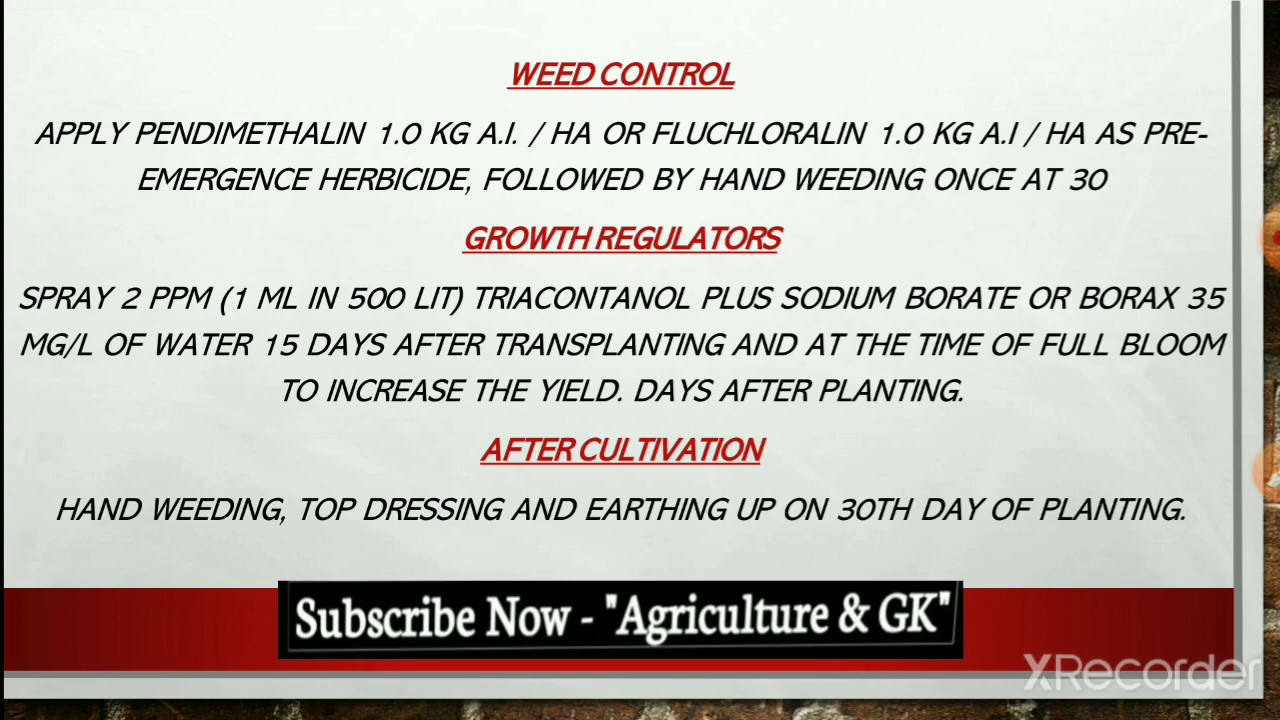 WEED CONTROL
APPLY PENDIMETHALIN 1.0 KG A.I. / HA OR FLUCHLORALIN 1.0 KG A.I / HA AS PRE-
EMERGENCE HERBICIDE, FOLLOWED BY HAND WEEDING ONCE AT 30
GROWTH REGULATORS
SPRAY 2 PPM (1 ML IN 500 LIT) TRIACONTANOL PLUS SODIUM BORATE OR BORAX 35
MG/L OF WATER 15 DAYS AFTER TRANSPLANTING AND AT THE TIME OF FULL BLOOM
TO INCREASE THE YIELD. DAYS AFTER PLANTING.
AFTER CULTIVATION
HAND WEEDING, TOP DRESSING AND EARTHING UP ON 30TH DAY OF PLANTING.
Subscribe Now - "Agriculture & GK"
XRecorder